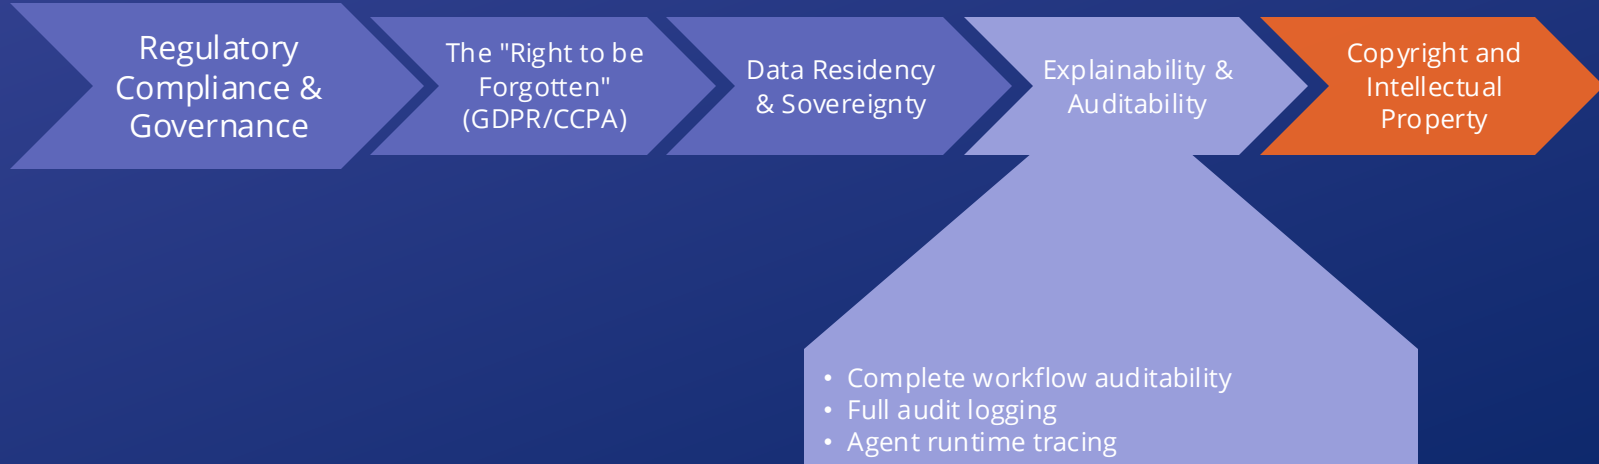 Regulatory
Compliance &
Governance
The "Right to be
Forgotten"
(GDPR/CCPA)
Data Residency
& Sovereignty
Explainability &
Auditability
Copyright and
Intellectual
Property
• Complete workflow auditability
• Full audit logging
• Agent runtime tracing